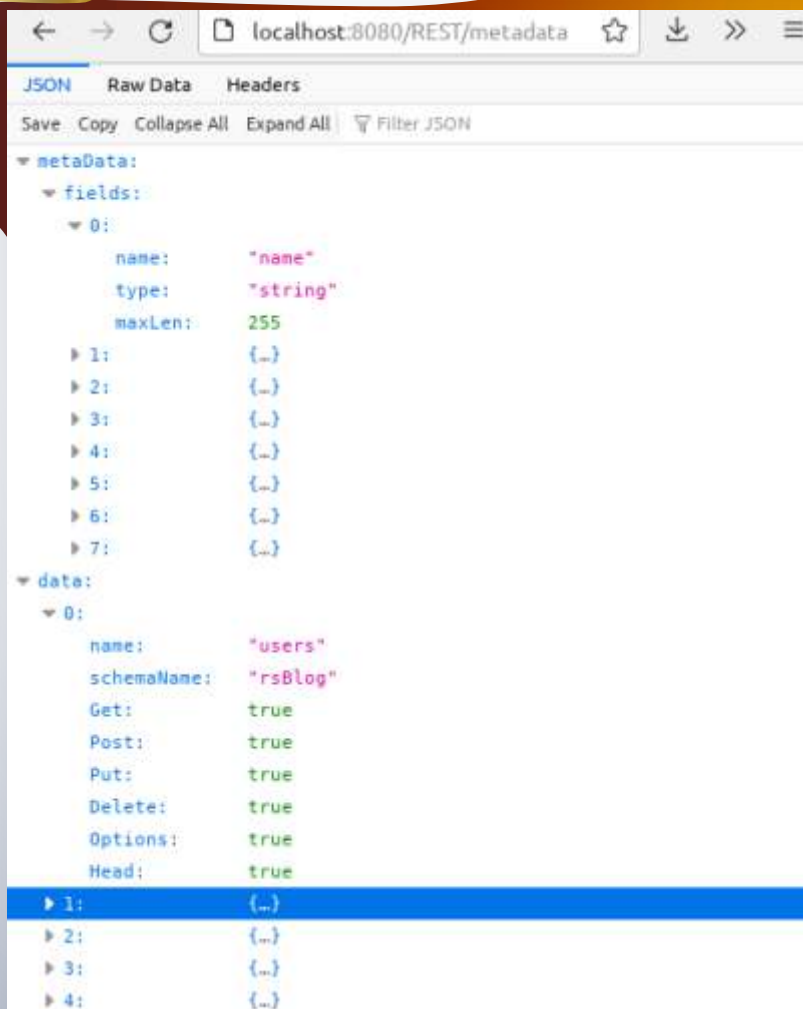 localhost:8080/REST/metadata
JSON Raw Data Headers
Save Copy Collapse All Expand All Filter JSON
metaData:
fields:
0:
name: "name"
type: "string"
maxLen: 255
1: {…}
2: {…}
3: {…}
4: {…}
5: {…}
6: {…}
7: {…}
data:
0:
name: "users"
schemaName: "rsBlog"
Get: true
Post: true
Put: true
Delete: true
Options: true
Head: true
1: {…}
2: {…}
3: {…}
4: {…}